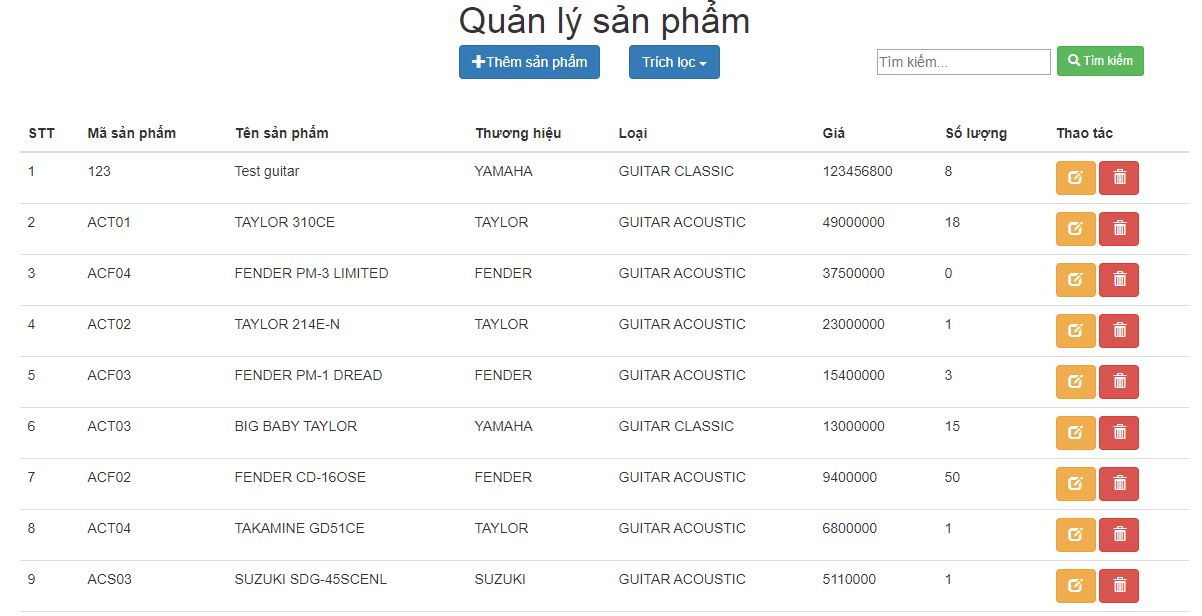 Quản lý sản phẩm
Thêm sản phẩm Trích lọc Tìm kiếm... Tìm kiếm
STT Mã sản phẩm Tên sản phẩm Thương hiệu Loại Giá Số lượng Thao tác
1 123 Test guitar YAMAHA GUITAR CLASSIC 123456800 8
2 ACT01 TAYLOR 310CE TAYLOR GUITAR ACOUSTIC 49000000 18
3 ACF04 FENDER PM-3 LIMITED FENDER GUITAR ACOUSTIC 37500000 0
4 ACT02 TAYLOR 214E-N TAYLOR GUITAR ACOUSTIC 23000000 1
5 ACF03 FENDER PM-1 DREAD FENDER GUITAR ACOUSTIC 15400000 3
6 ACT03 BIG BABY TAYLOR YAMAHA GUITAR CLASSIC 13000000 15
7 ACF02 FENDER CD-16OSE FENDER GUITAR ACOUSTIC 9400000 50
8 ACT04 TAKAMINE GD51CE TAYLOR GUITAR ACOUSTIC 6800000 1
9 ACS03 SUZUKI SDG-45SCENL SUZUKI GUITAR ACOUSTIC 5110000 1